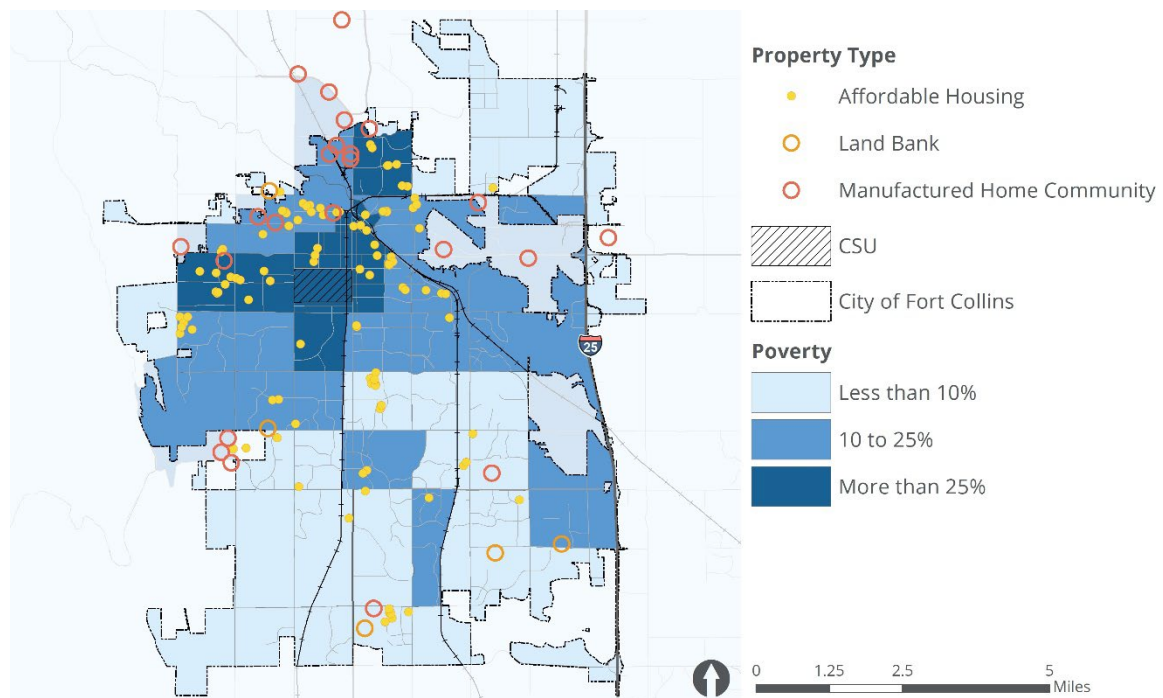 Property Type
Affordable Housing
Land Bank
Manufactured Home Community
CSU
City of Fort Collins
25
Poverty
Less than 10%
10 to 25%
More than 25%
0 1.25 2.5 5
Miles